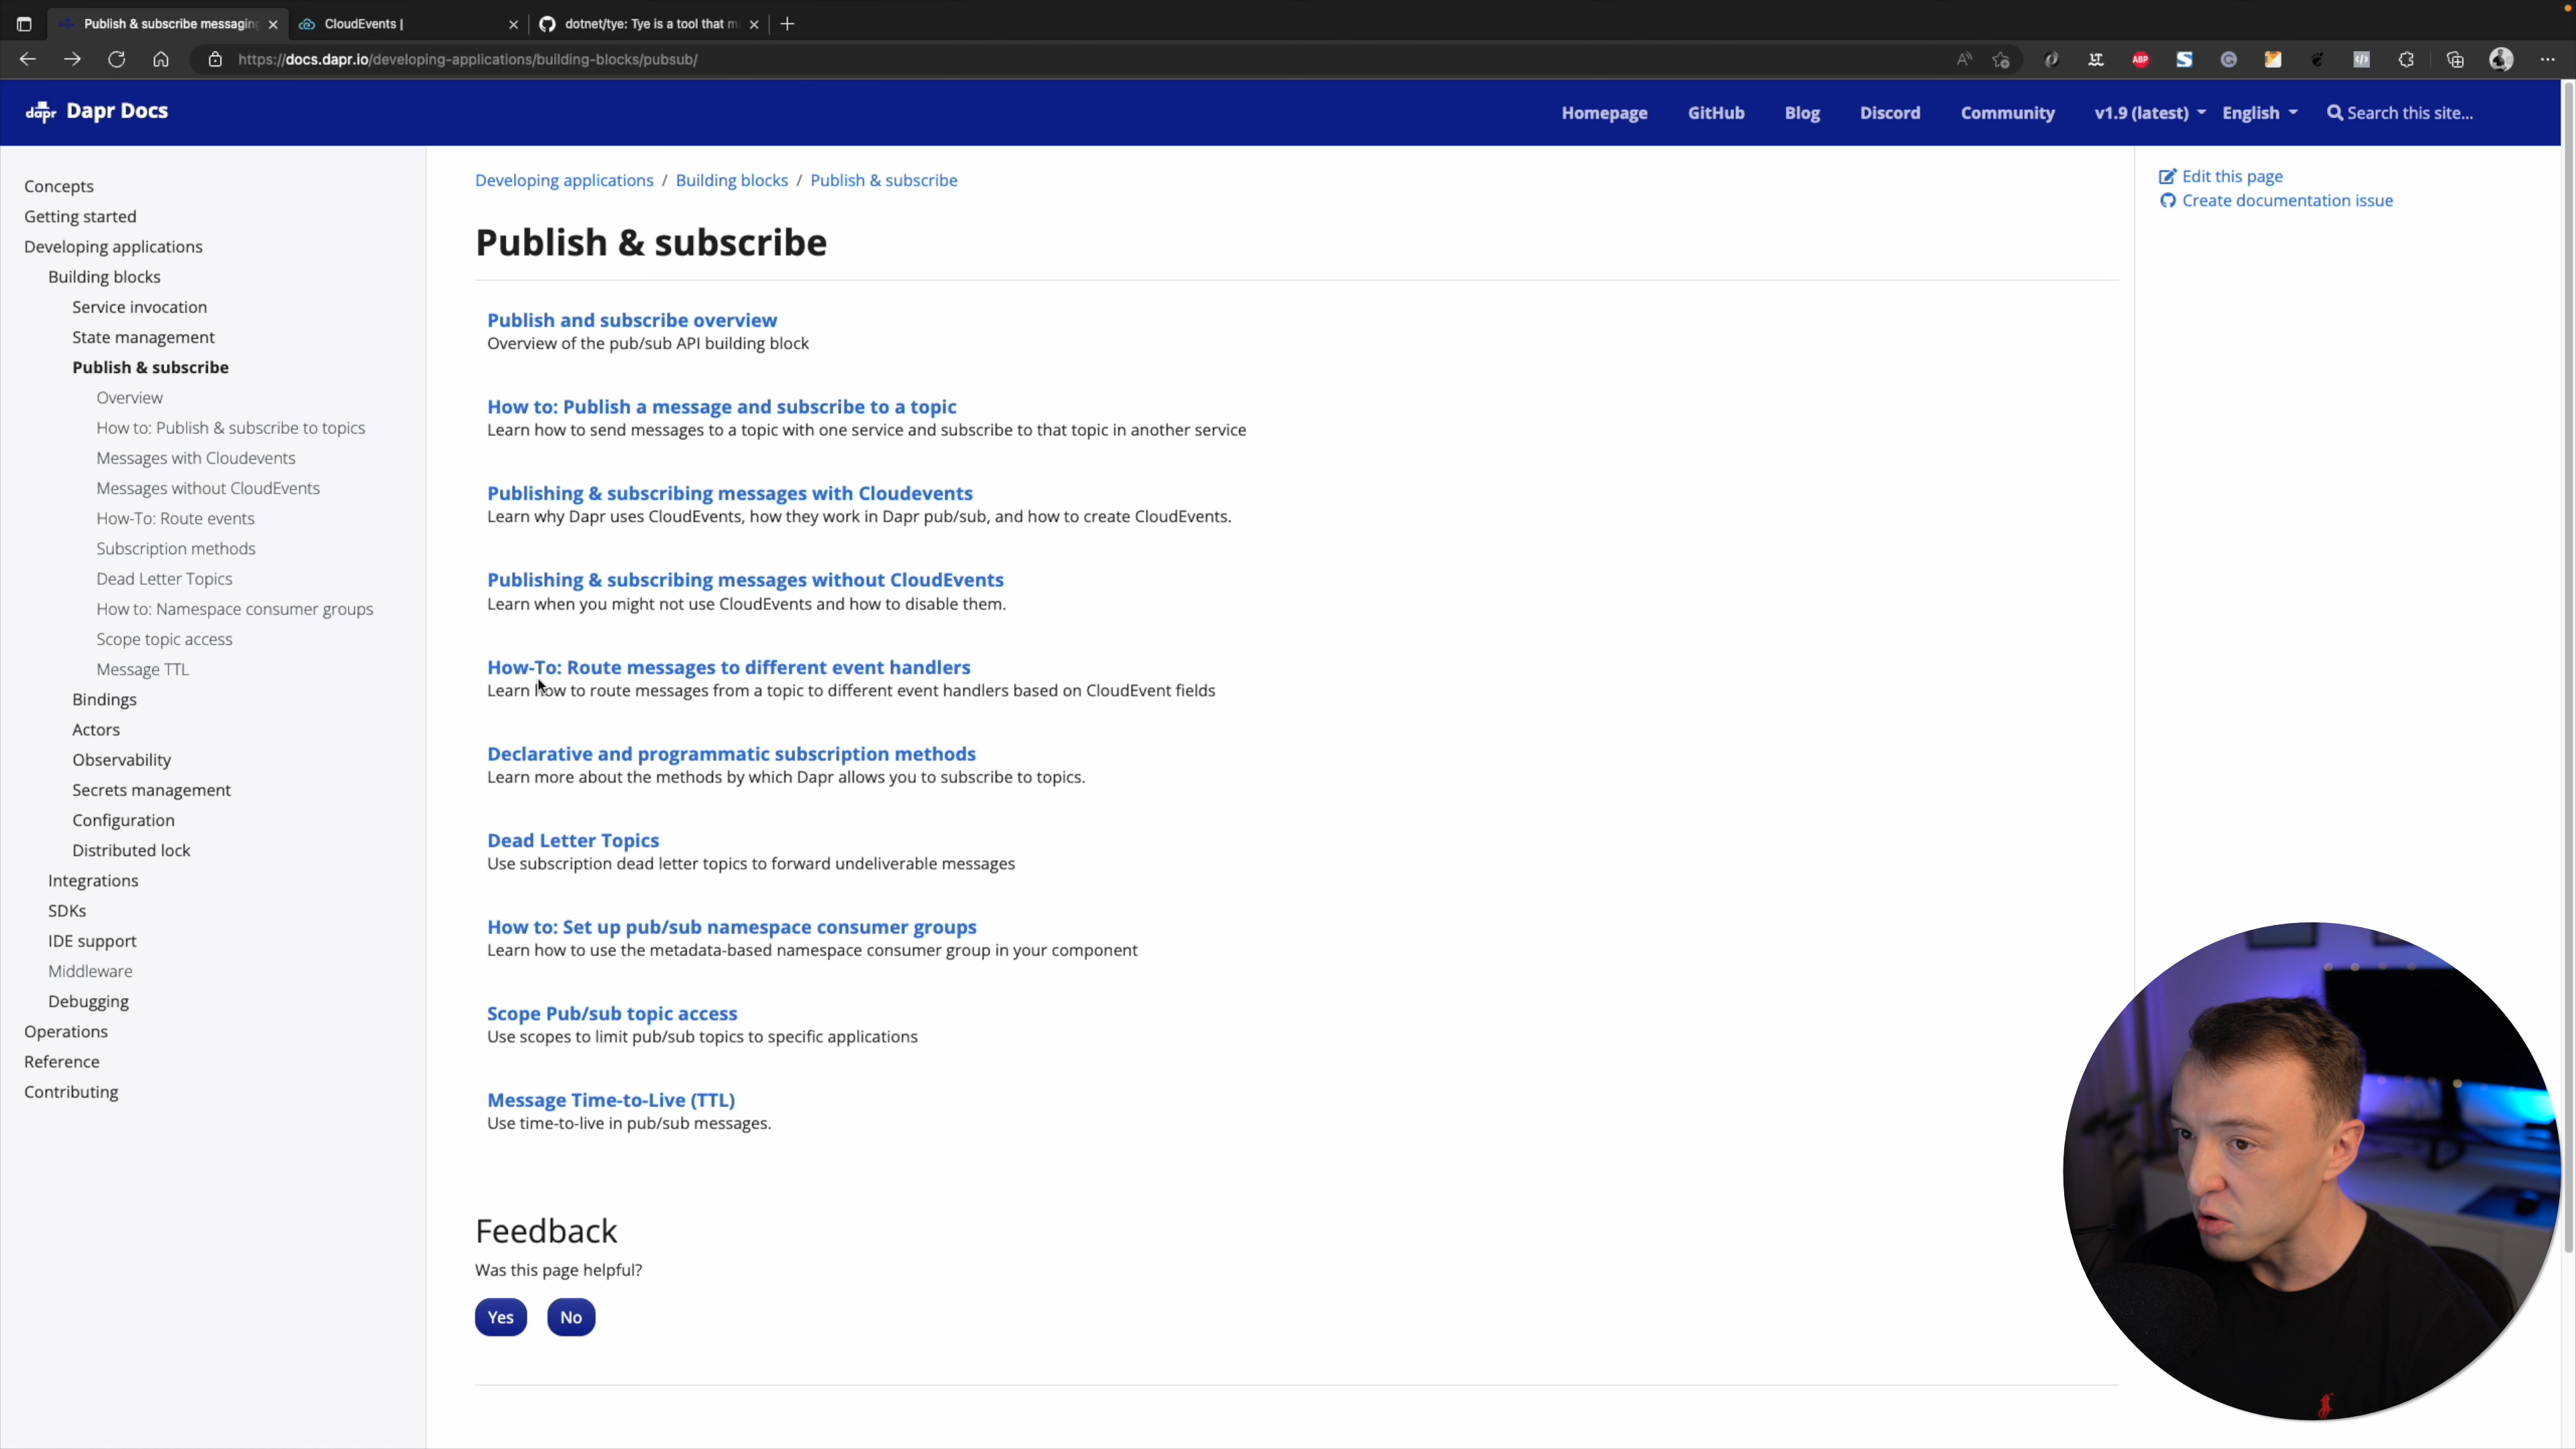 Publish & subscribe messaging
CloudEvents |
dotnet/tye: Tye is a tool that m
https://docs.dapr.io/developing-applications/building-blocks/pubsub/
ABP
dapr Dapr Docs
Homepage
GitHub
Blog
Discord
Community
v1.9 (latest)
English
Search this site...
Concepts
Getting started
Developing applications
Building blocks
Service invocation
State management
Publish & subscribe
Overview
How to: Publish & subscribe to topics
Messages with Cloudevents
Messages without CloudEvents
How-To: Route events
Subscription methods
Dead Letter Topics
How to: Namespace consumer groups
Scope topic access
Message TTL
Bindings
Actors
Observability
Secrets management
Configuration
Distributed lock
Integrations
SDKs
IDE support
Middleware
Debugging
Operations
Reference
Contributing
Developing applications / Building blocks / Publish & subscribe
Publish & subscribe
Publish and subscribe overview
Overview of the pub/sub API building block
How to: Publish a message and subscribe to a topic
Learn how to send messages to a topic with one service and subscribe to that topic in another service
Publishing & subscribing messages with Cloudevents
Learn why Dapr uses CloudEvents, how they work in Dapr pub/sub, and how to create CloudEvents.
Publishing & subscribing messages without CloudEvents
Learn when you might not use CloudEvents and how to disable them.
How-To: Route messages to different event handlers
Learn how to route messages from a topic to different event handlers based on CloudEvent fields
Declarative and programmatic subscription methods
Learn more about the methods by which Dapr allows you to subscribe to topics.
Dead Letter Topics
Use subscription dead letter topics to forward undeliverable messages
How to: Set up pub/sub namespace consumer groups
Learn how to use the metadata-based namespace consumer group in your component
Scope Pub/sub topic access
Use scopes to limit pub/sub topics to specific applications
Message Time-to-Live (TTL)
Use time-to-live in pub/sub messages.
Feedback
Was this page helpful?
Yes
No
Edit this page
Create documentation issue